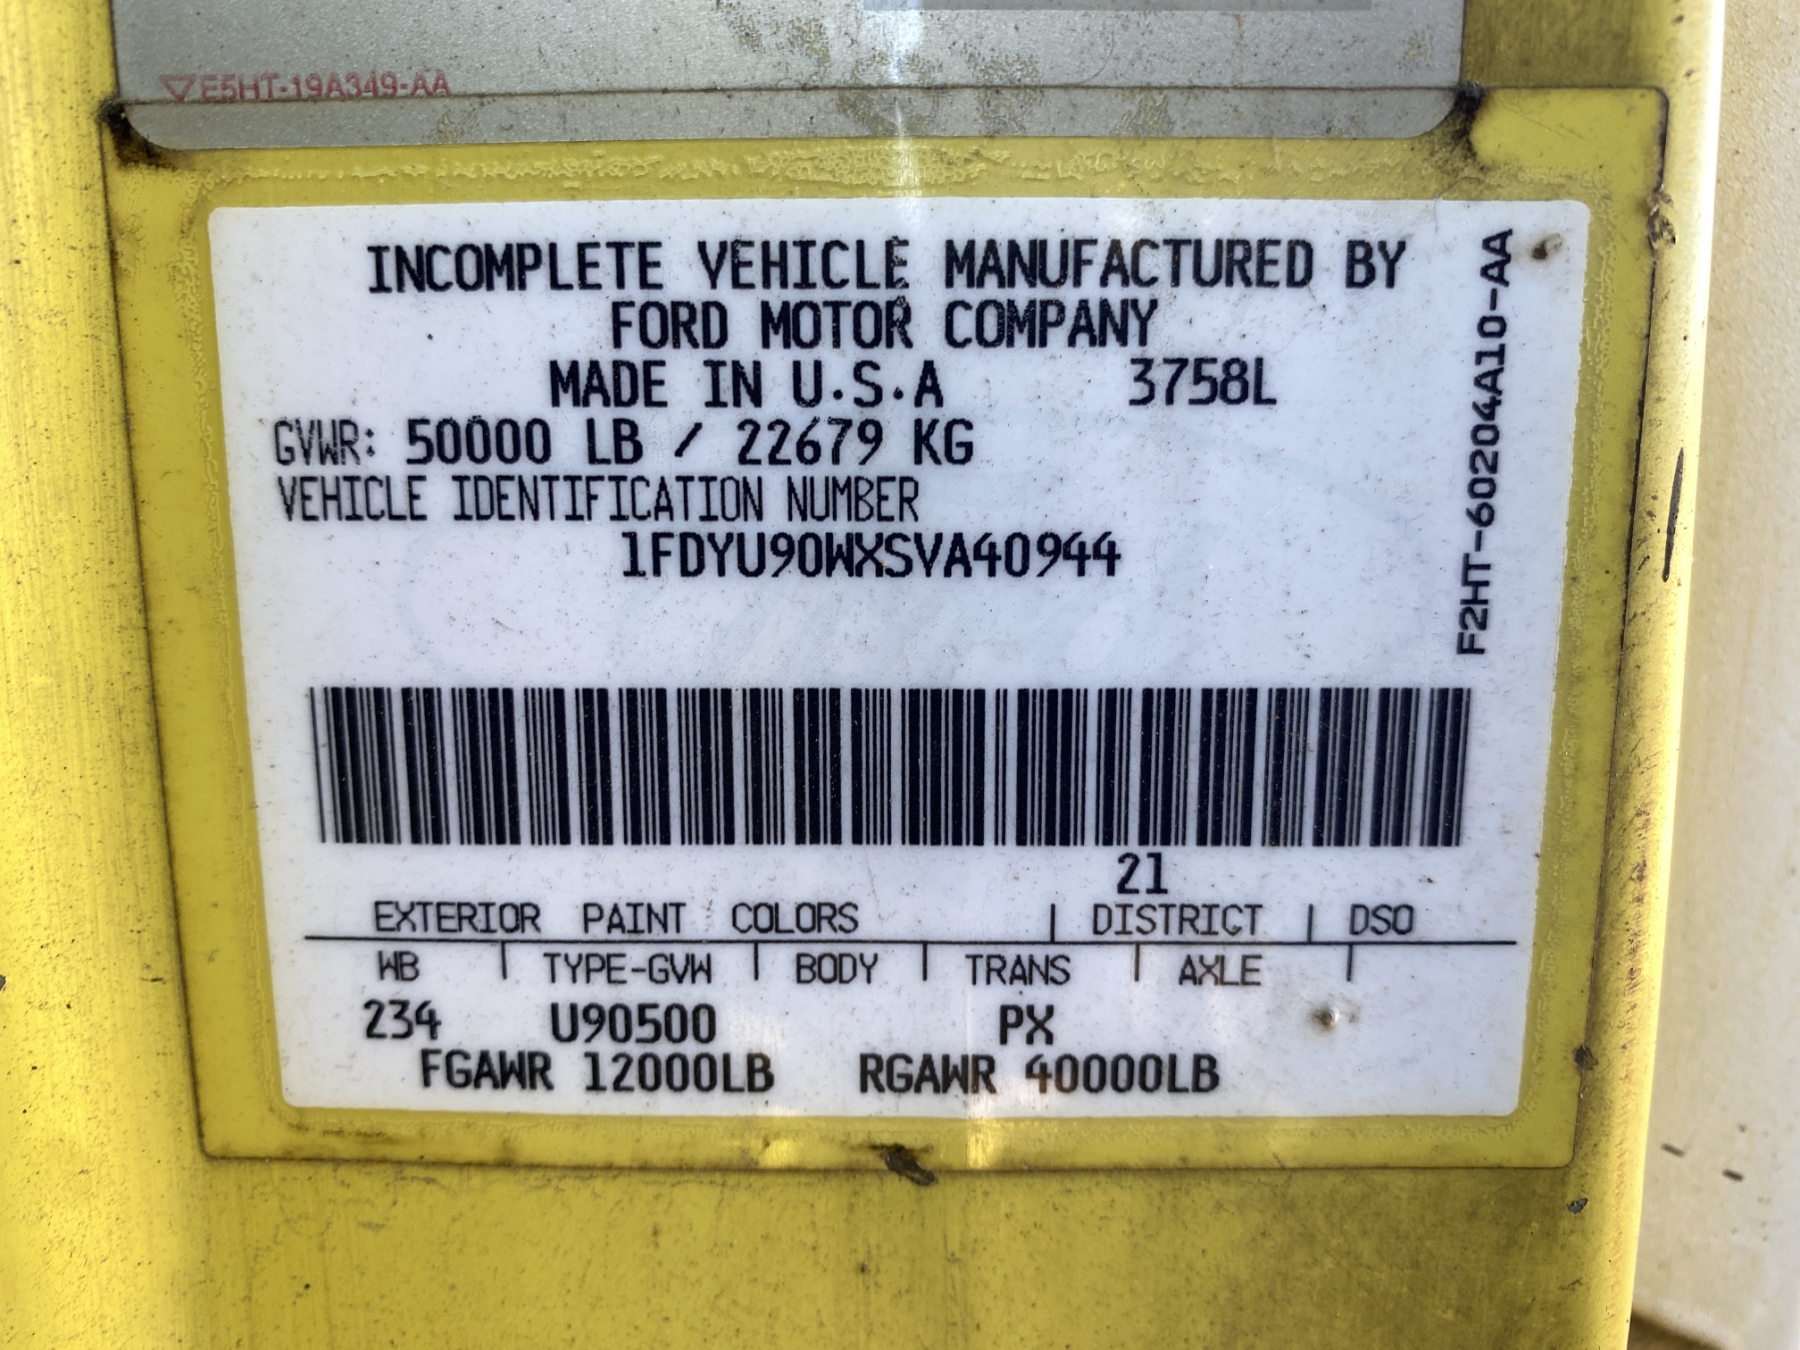 E5HT-19A349-AA
INCOMPLETE VEHICLE MANUFACTURED BY
FORD MOTOR COMPANY
MADE IN U.S.A 3758L
GVWR: 50000 LB / 22679 KG
VEHICLE IDENTIFICATION NUMBER
1FDYU90WXSVA40944
F2HT-60204A10-AA
21
EXTERIOR PAINT COLORS | DISTRICT | DSO
WB | TYPE-GVW | BODY | TRANS | AXLE |
234 U90500 PX
FGAWR 12000LB RGAWR 40000LB